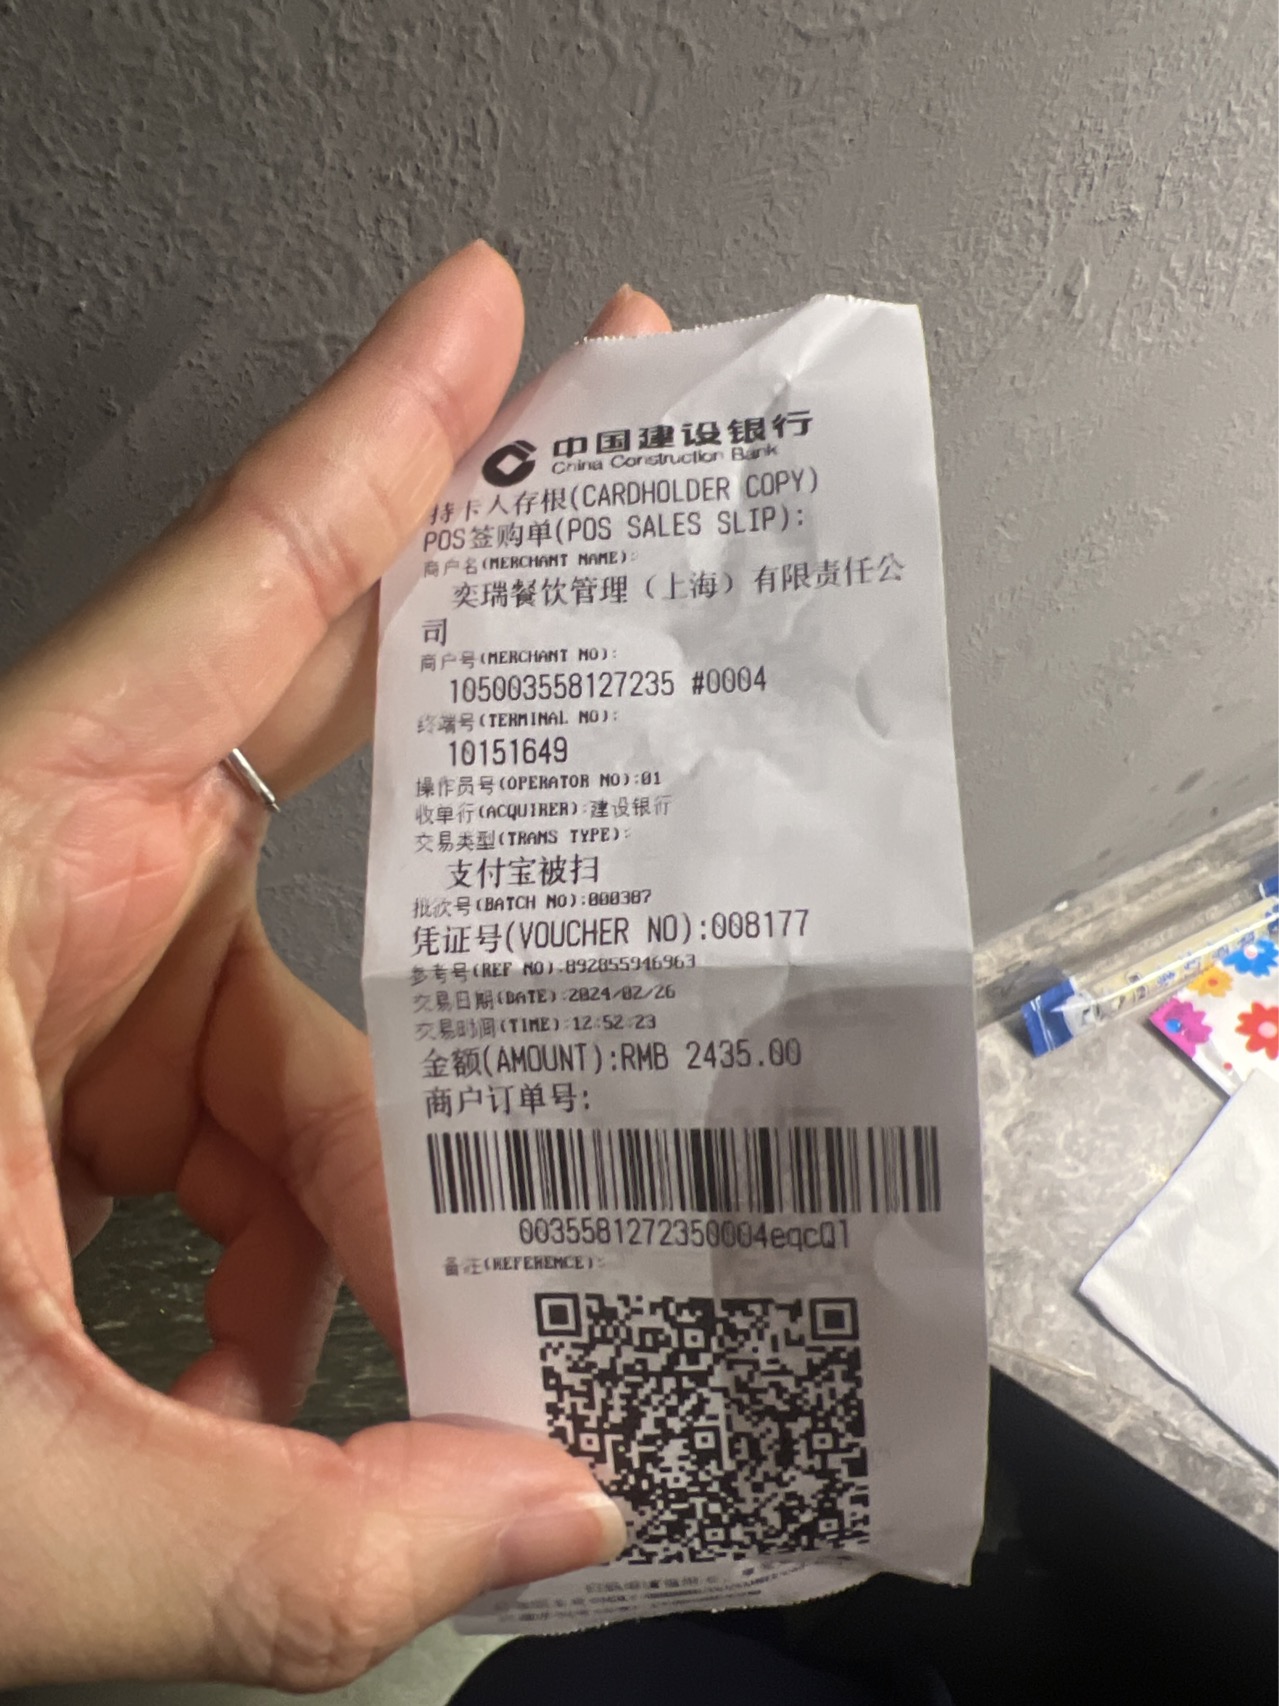 中国建设银行
China Construction Bank
持卡人存根(CARDHOLDER COPY)
POS签购单(POS SALES SLIP):
商户名(MERCHANT NAME):
奕瑞餐饮管理（上海）有限责任公
司
商户号(MERCHANT NO):
105003558127235 #0004
终端号(TERMINAL NO):
10151649
操作员号(OPERATOR NO):01
收单行(ACQUIRER):建设银行
交易类型(TRANS TYPE):
支付宝被扫
批次号(BATCH NO):000387
凭证号(VOUCHER NO):008177
参考号(REF NO):892855946963
交易日期(DATE):2024/02/26
交易时间(TIME):12:52:23
金额(AMOUNT):RMB 2435.00
商户订单号:
0035581272350004eqcQ1
备注(REFERENCE):